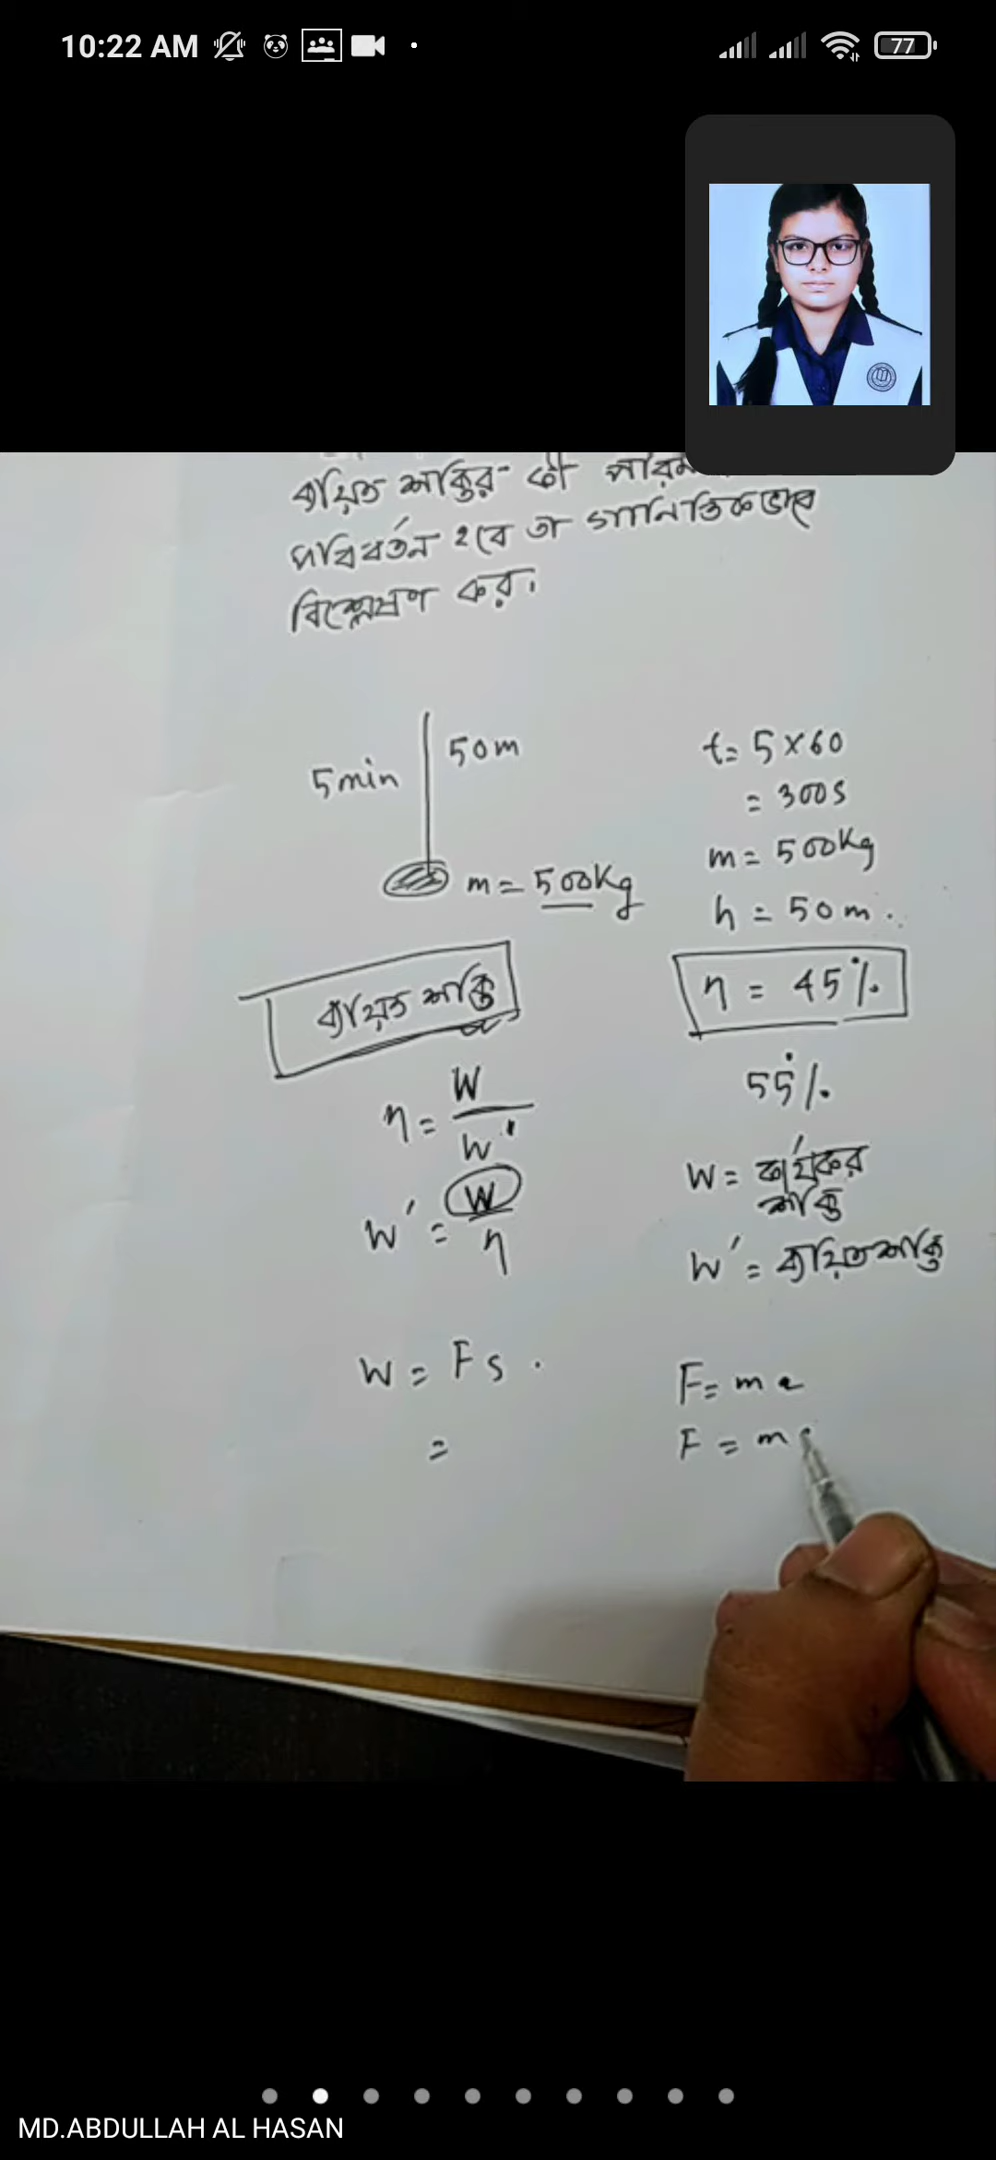 10:22 AM
77
ব্যয়িত শক্তির কী
পরিবর্তন হবে তা গাণিতিকভাবে
বিশ্লেষণ কর।
5min
50m
m = 500Kg
t = 5 × 60
= 300s
m = 500Kg
h = 50 m.
ব্যয়িত শক্তি
η = 45%
55%
η = W / W'
W' = W / η
W = কার্যকর
শক্তি
W' = ব্যয়িত শক্তি
W = Fs.
=
F = ma
F = m
MD.ABDULLAH AL HASAN